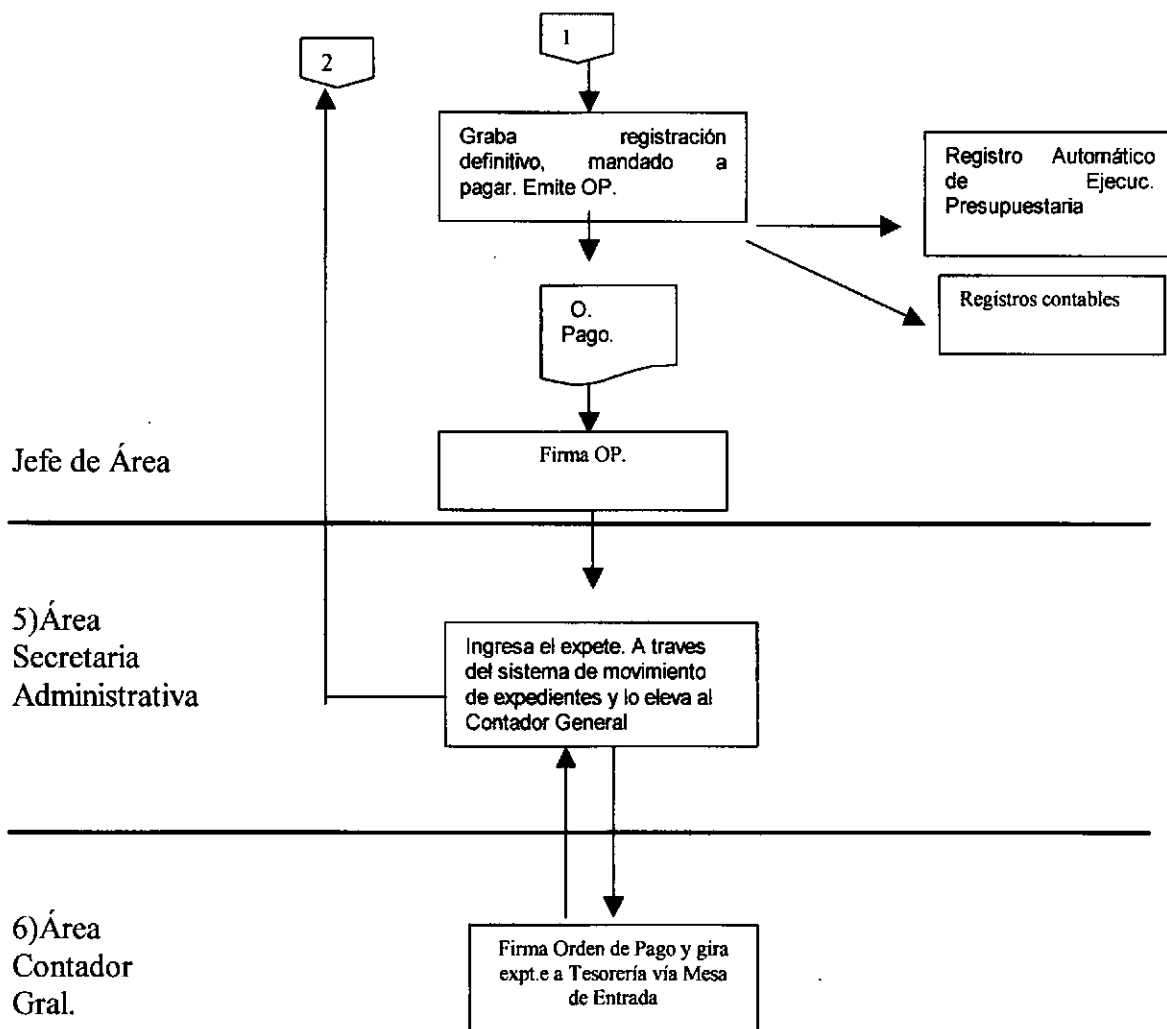 1
2
Graba registración
definitivo, mandado a
pagar. Emite OP.
Registro Automático
de Ejecuc.
Presupuestaria
Registros contables
O.
Pago.
Jefe de Área
Firma OP.
5)Área
Secretaria
Administrativa
Ingresa el expete. A traves
del sistema de movimiento
de expedientes y lo eleva al
Contador General
6)Área
Contador
Gral.
Firma Orden de Pago y gira
expt.e a Tesorería vía Mesa
de Entrada